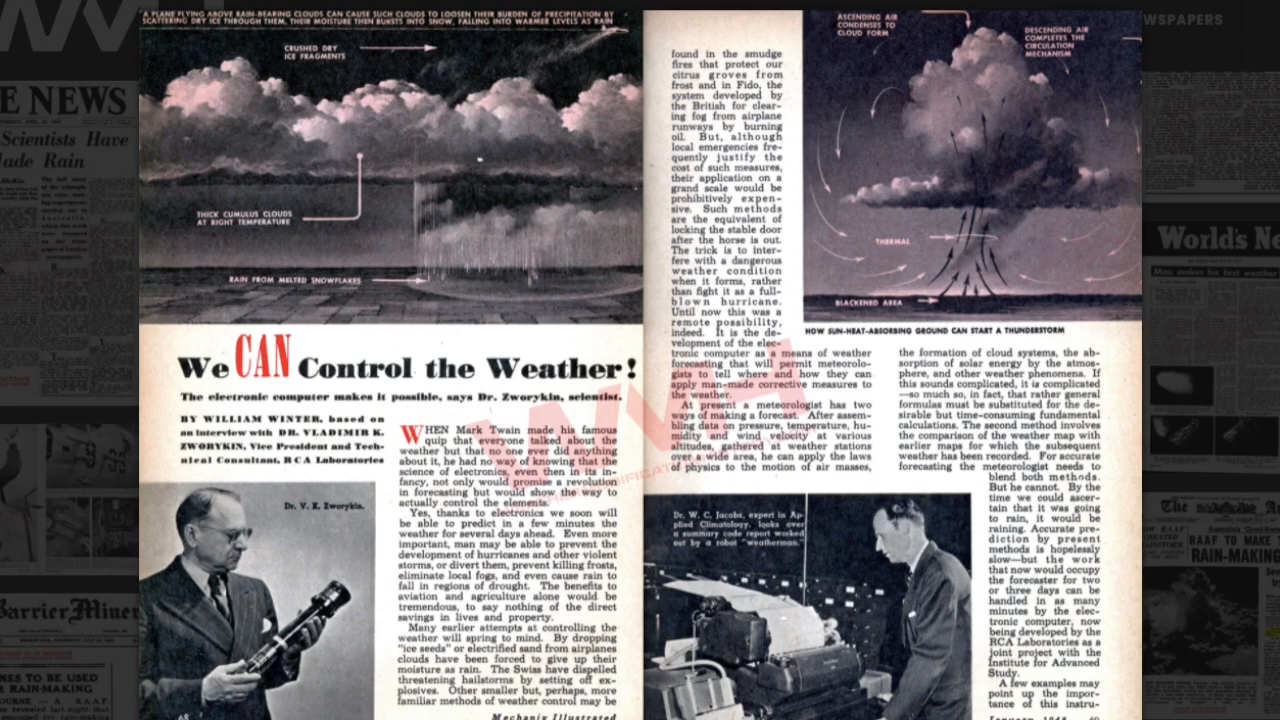 WSPAPERS
E NEWS
Scientists Have
Made Rain
Barrier Miner
NES TO BE USED
R RAIN-MAKING
A PLANE FLYING ABOVE RAIN-BEARING CLOUDS CAN CAUSE SUCH CLOUDS TO LOOSEN THEIR BURDEN OF PRECIPITATION BY
SCATTERING DRY ICE THROUGH THEM, THEIR MOISTURE THEN BURSTS INTO SNOW, FALLING INTO WARMER LEVELS AS RAIN
CRUSHED DRY
ICE FRAGMENTS
THICK CUMULUS CLOUDS
AT RIGHT TEMPERATURE
RAIN FROM MELTED SNOWFLAKES
We CAN Control the Weather!
The electronic computer makes it possible, says Dr. Zworykin, scientist.
BY WILLIAM WINTER, based on
an interview with DR. VLADIMIR K.
ZWORYKIN, Vice President and Tech-
nical Consultant, RCA Laboratories
Dr. V. K. Zworykin.
WHEN Mark Twain made his famous
quip that everyone talked about the
weather but that no one ever did anything
about it, he had no way of knowing that the
science of electronics, even then in its in-
fancy, not only would promise a revolution
in forecasting but would show the way to
actually control the elements.
Yes, thanks to electronics we soon will
be able to predict in a few minutes the
weather for several days ahead. Even more
important, man may be able to prevent the
development of hurricanes and other violent
storms, or divert them, prevent killing frosts,
eliminate local fogs, and even cause rain to
fall in regions of drought. The benefits to
aviation and agriculture alone would be
tremendous, to say nothing of the direct
savings in lives and property.
Many earlier attempts at controlling the
weather will spring to mind. By dropping
"ice seeds" or electrified sand from airplanes
clouds have been forced to give up their
moisture as rain. The Swiss have dispelled
threatening hailstorms by setting off ex-
plosives. Other smaller but, perhaps, more
familiar methods of weather control may be
68
Mechanix Illustrated
found in the smudge
fires that protect our
citrus groves from
frost and in Fido, the
system developed by
the British for clear-
ing fog from airplane
runways by burning
oil. But, although
local emergencies fre-
quently justify the
cost of such measures,
their application on a
grand scale would be
prohibitively expen-
sive. Such methods
are the equivalent of
locking the stable door
after the horse is out.
The trick is to inter-
fere with a dangerous
weather condition
when it forms, rather
than fight it as a full-
blown hurricane.
Until now this was a
remote possibility,
indeed. It is the de-
velopment of the elec-
tronic computer as a means of weather
forecasting that will permit meteorolo-
gists to tell where and how they can
apply man-made corrective measures to
the weather.
At present a meteorologist has two
ways of making a forecast. After assem-
bling data on pressure, temperature, hu-
midity and wind velocity at various
altitudes, gathered at weather stations
over a wide area, he can apply the laws
of physics to the motion of air masses,
ASCENDING AIR
CONDENSES TO
CLOUD FORM
DESCENDING AIR
COMPLETES THE
CIRCULATION
MECHANISM
THERMAL
BLACKENED AREA
HOW SUN-HEAT-ABSORBING GROUND CAN START A THUNDERSTORM
the formation of cloud systems, the ab-
sorption of solar energy by the atmos-
phere, and other weather phenomena. If
this sounds complicated, it is complicated
—so much so, in fact, that rather general
formulas must be substituted for the de-
sirable but time-consuming fundamental
calculations. The second method involves
the comparison of the weather map with
earlier maps for which the subsequent
weather has been recorded. For accurate
forecasting the meteorologist needs to
blend both methods.
But he cannot. By the
time we could ascer-
tain that it was going
to rain, it would be
raining. Accurate pre-
diction by present
methods is hopelessly
slow—but the work
that now would occupy
the forecaster for two
or three days can be
handled in as many
minutes by the elec-
tronic computer, now
being developed by the
RCA Laboratories as a
joint project with the
Institute for Advanced
Study.
A few examples may
point up the impor-
tance of this instru-
January, 1948 69
Dr. W. C. Jacobs, expert in Ap-
plied Climatology, looks over
a summary code report worked
out by a robot "weatherman."
World's Ne
Man makes his first weather
The A
RAAF TO MAKE
RAIN-MAKING